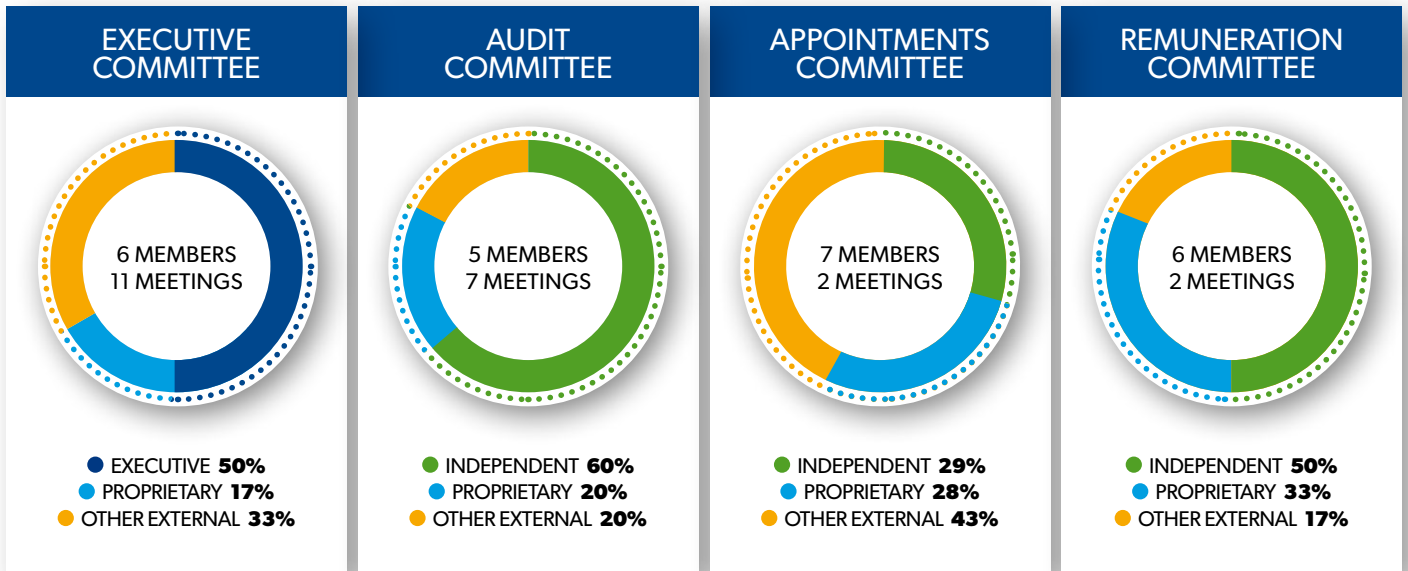 EXECUTIVE
COMMITTEE
6 MEMBERS
11 MEETINGS
EXECUTIVE 50%
PROPRIETARY 17%
OTHER EXTERNAL 33%
AUDIT
COMMITTEE
5 MEMBERS
7 MEETINGS
INDEPENDENT 60%
PROPRIETARY 20%
OTHER EXTERNAL 20%
APPOINTMENTS
COMMITTEE
7 MEMBERS
2 MEETINGS
INDEPENDENT 29%
PROPRIETARY 28%
OTHER EXTERNAL 43%
REMUNERATION
COMMITTEE
6 MEMBERS
2 MEETINGS
INDEPENDENT 50%
PROPRIETARY 33%
OTHER EXTERNAL 17%